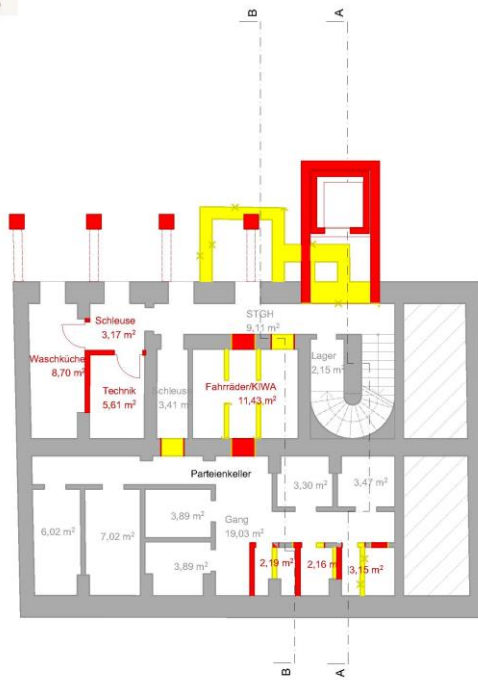 B
A
Schleuse
3,17 m²
STGH
9,11 m²
Waschküche
8,70 m²
Technik
5,61 m²
Schleuse
3,41 m²
Fahrräder/KIWA
11,43 m²
Lager
2,15 m²
Parteienkeller
3,30 m²
3,47 m²
6,02 m²
7,02 m²
3,89 m²
Gang
19,03 m²
3,89 m²
2,19 m²
2,16 m²
3,15 m²
B
A